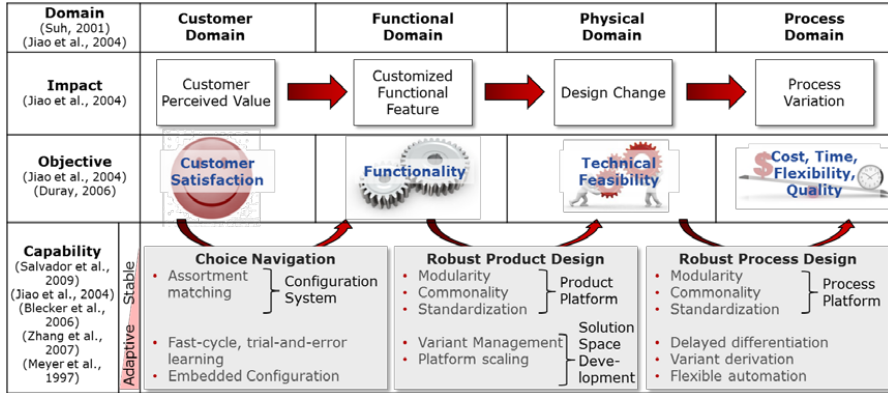 Domain
(Suh, 2001)
(Jiao et al., 2004)
Customer
Domain
Functional
Domain
Physical
Domain
Process
Domain
Impact
(Jiao et al., 2004)
Customer
Perceived Value
Customized
Functional
Feature
Design Change
Process
Variation
Objective
(Jiao et al., 2004)
(Duray, 2006)
Customer
Satisfaction
Functionality
Technical
Feasibility
Cost, Time,
Flexibility,
Quality
Capability
(Salvador et al.,
2009)
(Jiao et al., 2004)
(Blecker et al.,
2006)
(Zhang et al.,
2007)
(Meyer et al.,
1997)
Stable
Adaptive
Choice Navigation
• Assortment
matching
Configuration
System
• Fast-cycle, trial-and-error
learning
• Embedded Configuration
Robust Product Design
• Modularity
• Commonality
• Standardization
Product
Platform
• Variant Management
• Platform scaling
Solution
Space
Deve-
lopment
Robust Process Design
• Modularity
• Commonality
• Standardization
Process
Platform
• Delayed differentiation
• Variant derivation
• Flexible automation